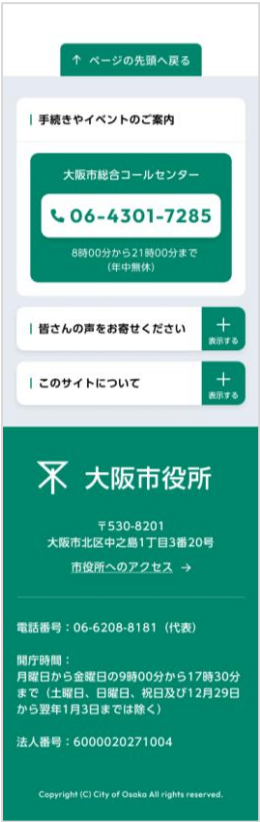 ↑ ページの先頭へ戻る
手続きやイベントのご案内
大阪市総合コールセンター
06-4301-7285
8時00分から21時00分まで
（年中無休）
皆さんの声をお寄せください
表示する
このサイトについて
表示する
大阪市役所
〒530-8201
大阪市北区中之島1丁目3番20号
市役所へのアクセス →
電話番号：06-6208-8181（代表）
開庁時間：
月曜日から金曜日の9時00分から17時30分
まで（土曜日、日曜日、祝日及び12月29日
から翌年1月3日までは除く）
法人番号：6000020271004
Copyright (C) City of Osaka All rights reserved.